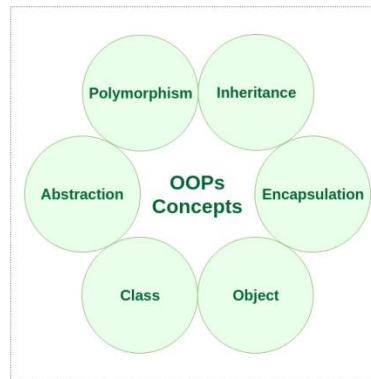 Polymorphism
Inheritance
Abstraction
OOPs
Concepts
Encapsulation
Class
Object